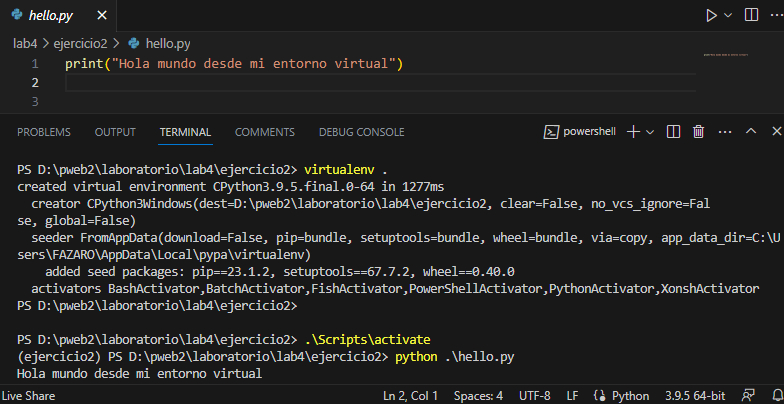 hello.py
lab4 > ejercicio2 > hello.py
1 print("Hola mundo desde mi entorno virtual")
2
3
PROBLEMS OUTPUT TERMINAL COMMENTS DEBUG CONSOLE powershell
PS D:\pweb2\laboratorio\lab4\ejercicio2> virtualenv .
created virtual environment CPython3.9.5.final.0-64 in 1277ms
creator CPython3Windows(dest=D:\pweb2\laboratorio\lab4\ejercicio2, clear=False, no_vcs_ignore=Fal
se, global=False)
seeder FromAppData(download=False, pip=bundle, setuptools=bundle, wheel=bundle, via=copy, app_data_dir=C:\U
sers\FAZARO\AppData\Local\pypa\virtualenv)
added seed packages: pip==23.1.2, setuptools==67.7.2, wheel==0.40.0
activators BashActivator,BatchActivator,FishActivator,PowerShellActivator,PythonActivator,XonshActivator
PS D:\pweb2\laboratorio\lab4\ejercicio2>
PS D:\pweb2\laboratorio\lab4\ejercicio2> .\Scripts\activate
(ejercicio2) PS D:\pweb2\laboratorio\lab4\ejercicio2> python .\hello.py
Hola mundo desde mi entorno virtual
Live Share Ln 2, Col 1 Spaces: 4 UTF-8 LF Python 3.9.5 64-bit